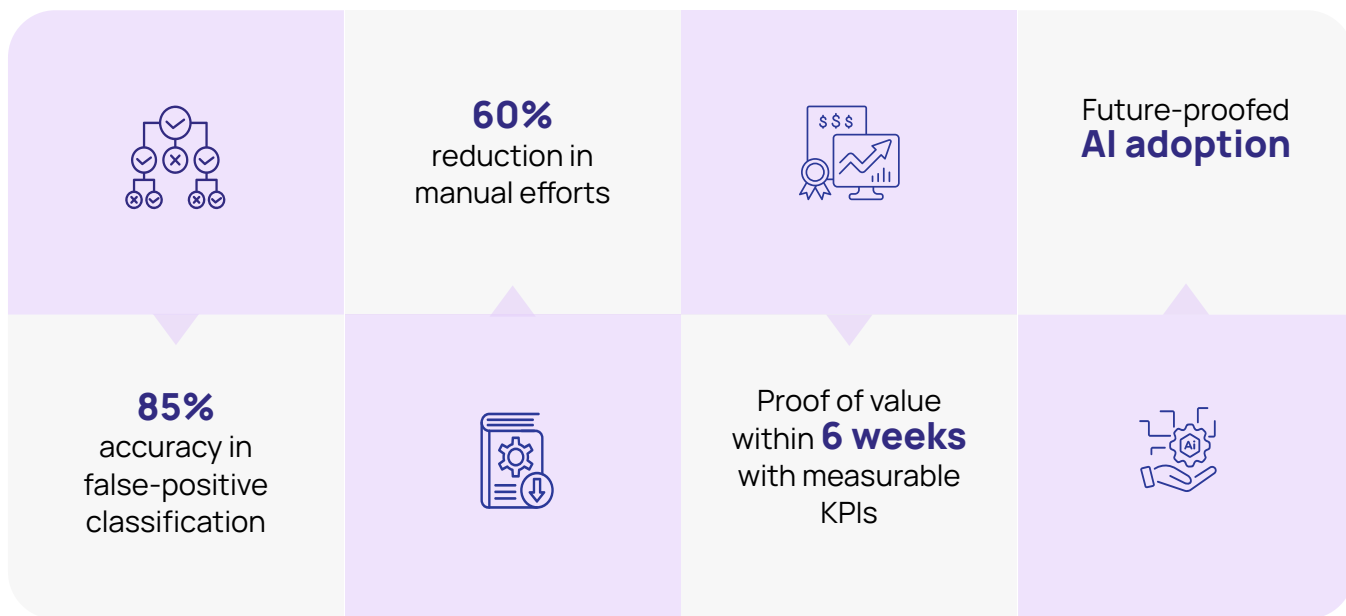 60%
reduction in
manual efforts
$$$
Future-proofed
AI adoption
85%
accuracy in
false-positive
classification
Proof of value
within 6 weeks
with measurable
KPIs
Ai